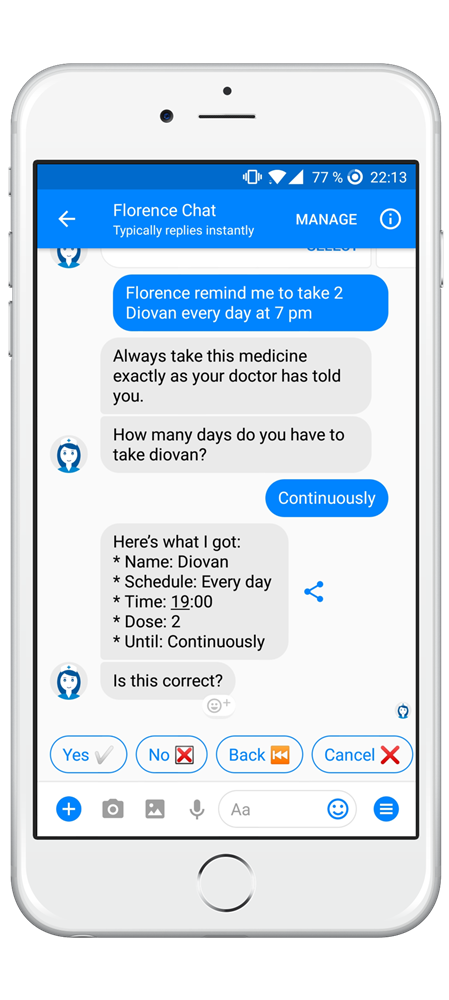 77 % 22:13
Florence Chat
Typically replies instantly
MANAGE
SELECT
Florence remind me to take 2
Diovan every day at 7 pm
Always take this medicine
exactly as your doctor has told
you.
How many days do you have to
take diovan?
Continuously
Here's what I got:
* Name: Diovan
* Schedule: Every day
* Time: 19:00
* Dose: 2
* Until: Continuously
Is this correct?
Yes No Back Cancel
Aa